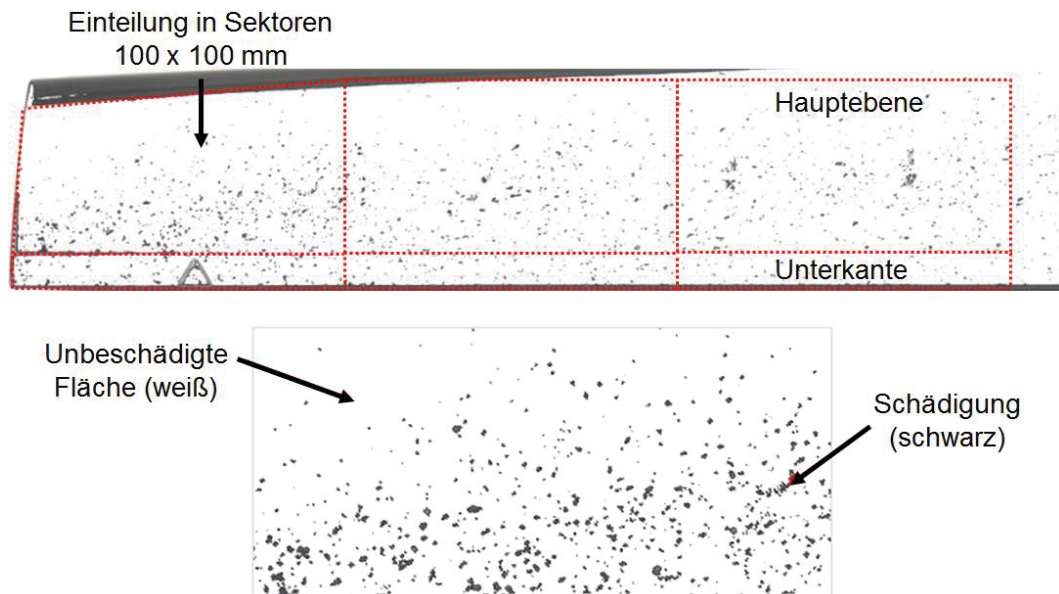 Einteilung in Sektoren
100 x 100 mm
Hauptebene
Unterkante
Unbeschädigte
Fläche (weiß)
Schädigung
(schwarz)